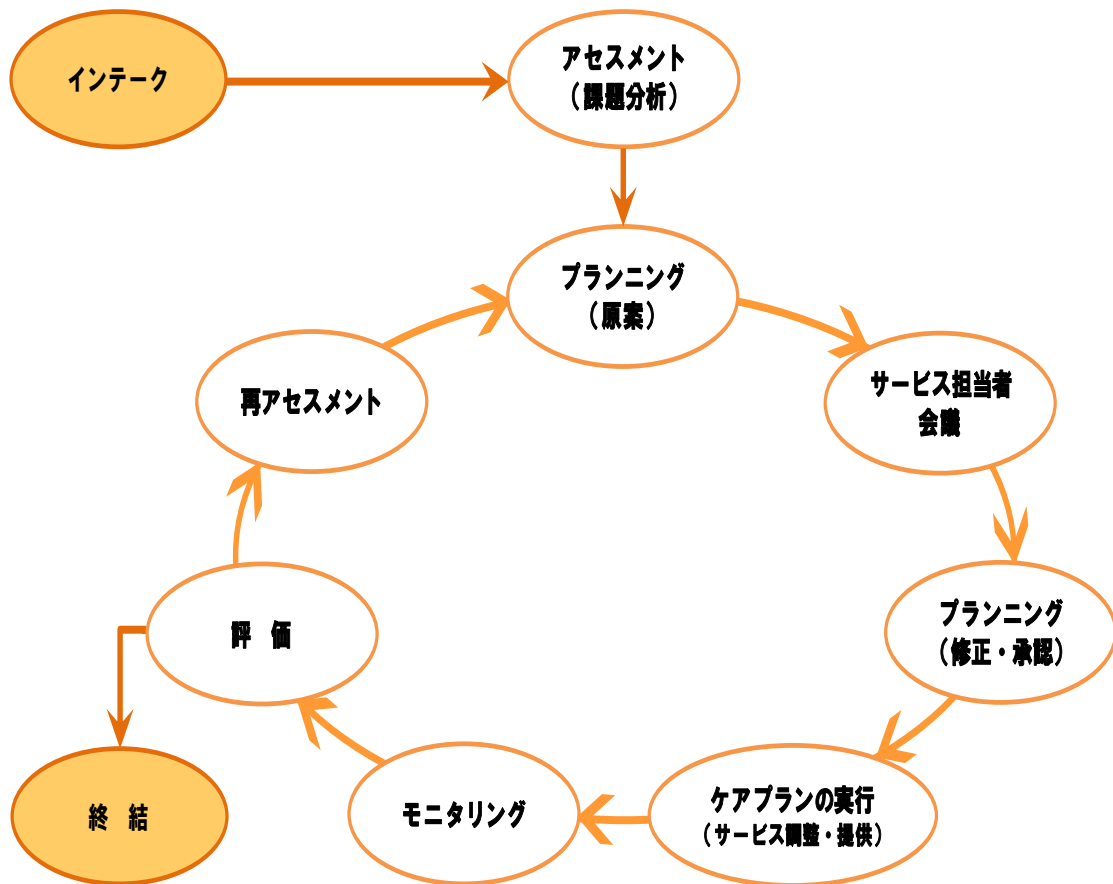 インテーク
アセスメント
（課題分析）
プランニング
（原案）
サービス担当者
会議
プランニング
（修正・承認）
ケアプランの実行
（サービス調整・提供）
モニタリング
評　価
再アセスメント
終　結